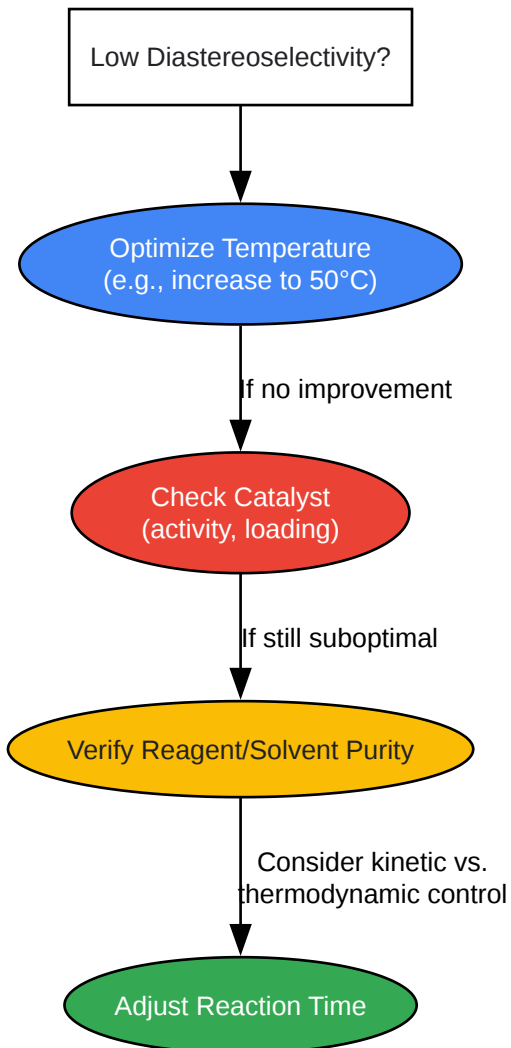 Low Diastereoselectivity?
Optimize Temperature
(e.g., increase to 50°C)
If no improvement
Check Catalyst
(activity, loading)
If still suboptimal
Verify Reagent/Solvent Purity
Consider kinetic vs.
thermodynamic control
Adjust Reaction Time